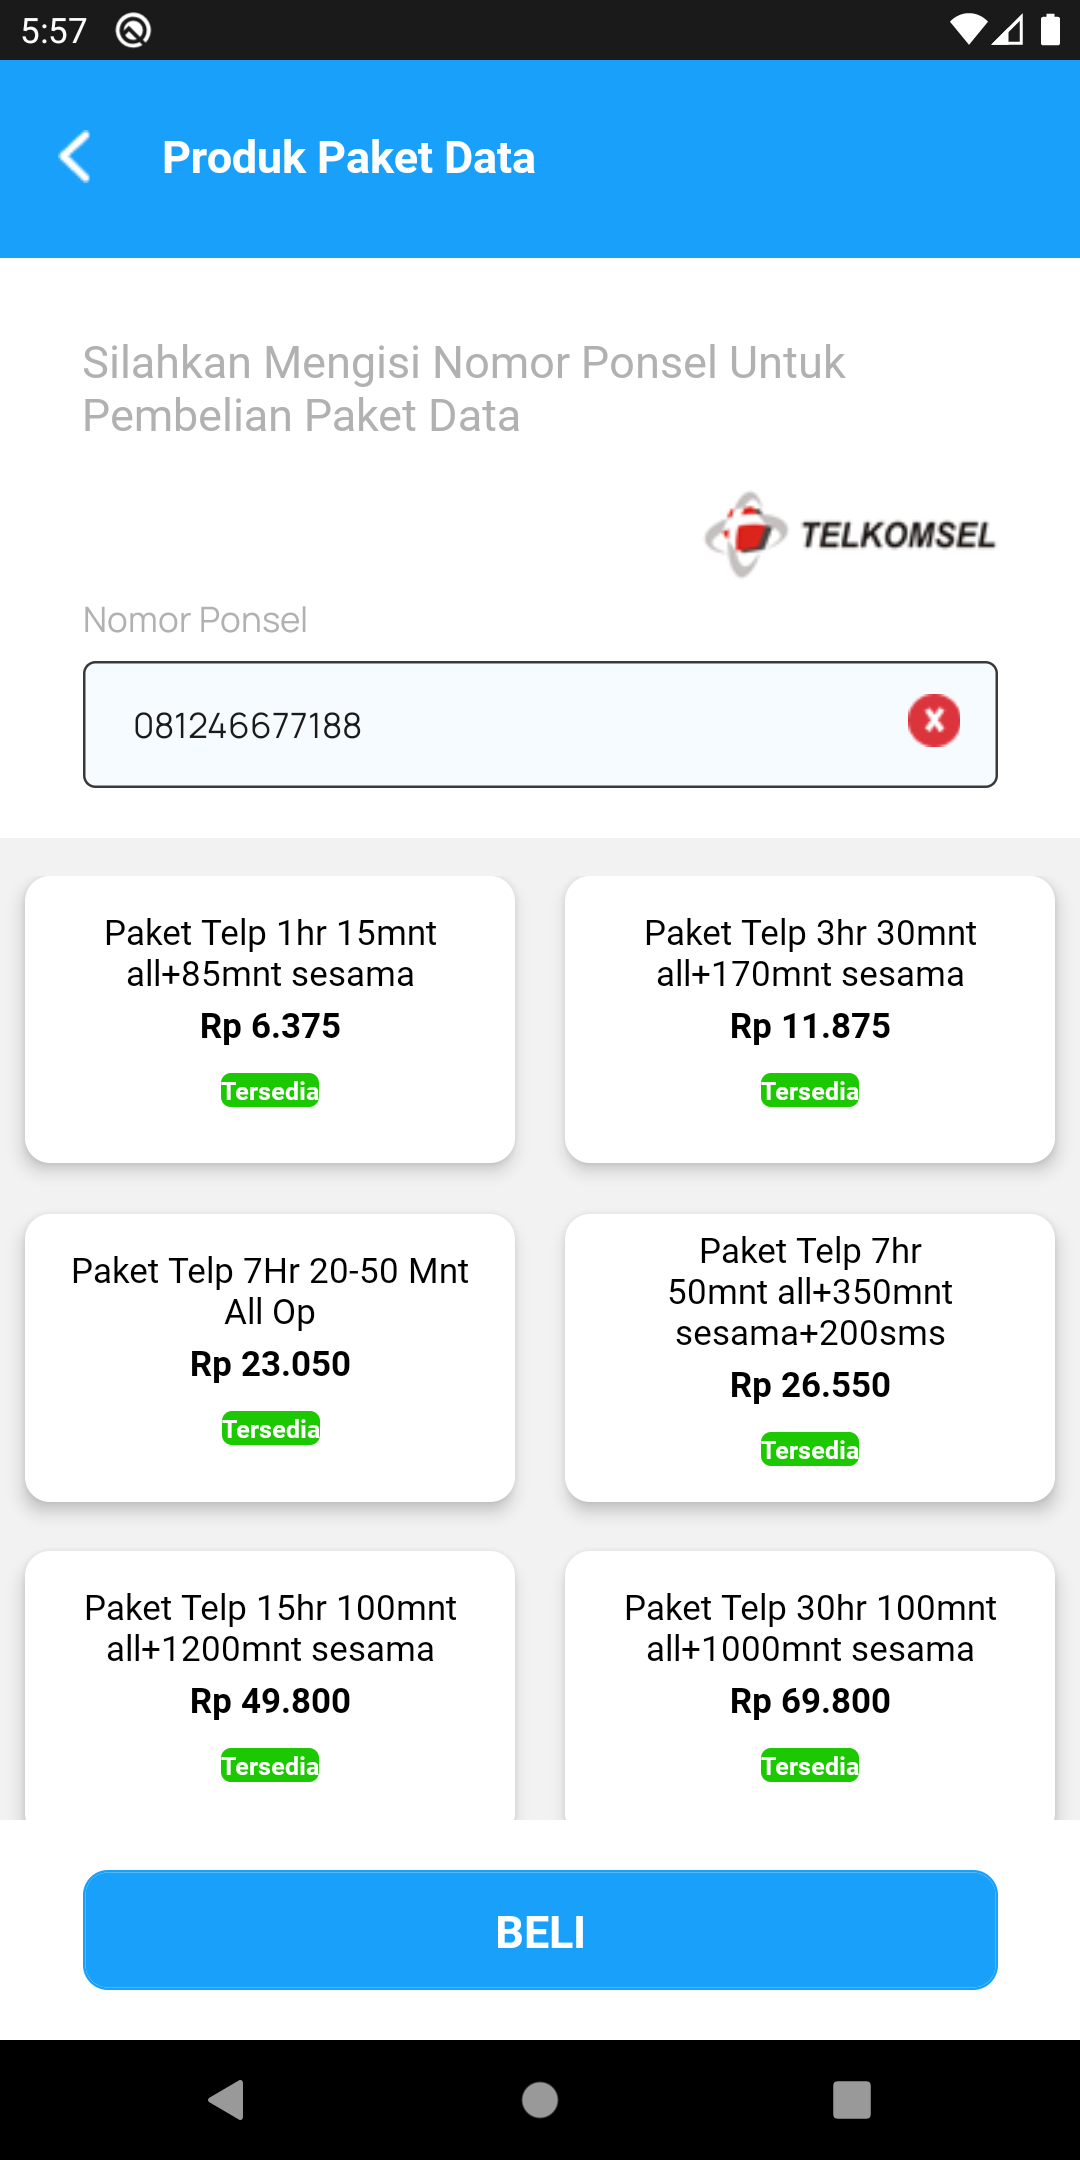 5:57
Produk Paket Data
Silahkan Mengisi Nomor Ponsel Untuk
Pembelian Paket Data
TELKOMSEL
Nomor Ponsel
081246677188
Paket Telp 1hr 15mnt
all+85mnt sesama
Rp 6.375
Tersedia
Paket Telp 3hr 30mnt
all+170mnt sesama
Rp 11.875
Tersedia
Paket Telp 7Hr 20-50 Mnt
All Op
Rp 23.050
Tersedia
Paket Telp 7hr
50mnt all+350mnt
sesama+200sms
Rp 26.550
Tersedia
Paket Telp 15hr 100mnt
all+1200mnt sesama
Rp 49.800
Tersedia
Paket Telp 30hr 100mnt
all+1000mnt sesama
Rp 69.800
Tersedia
BELI